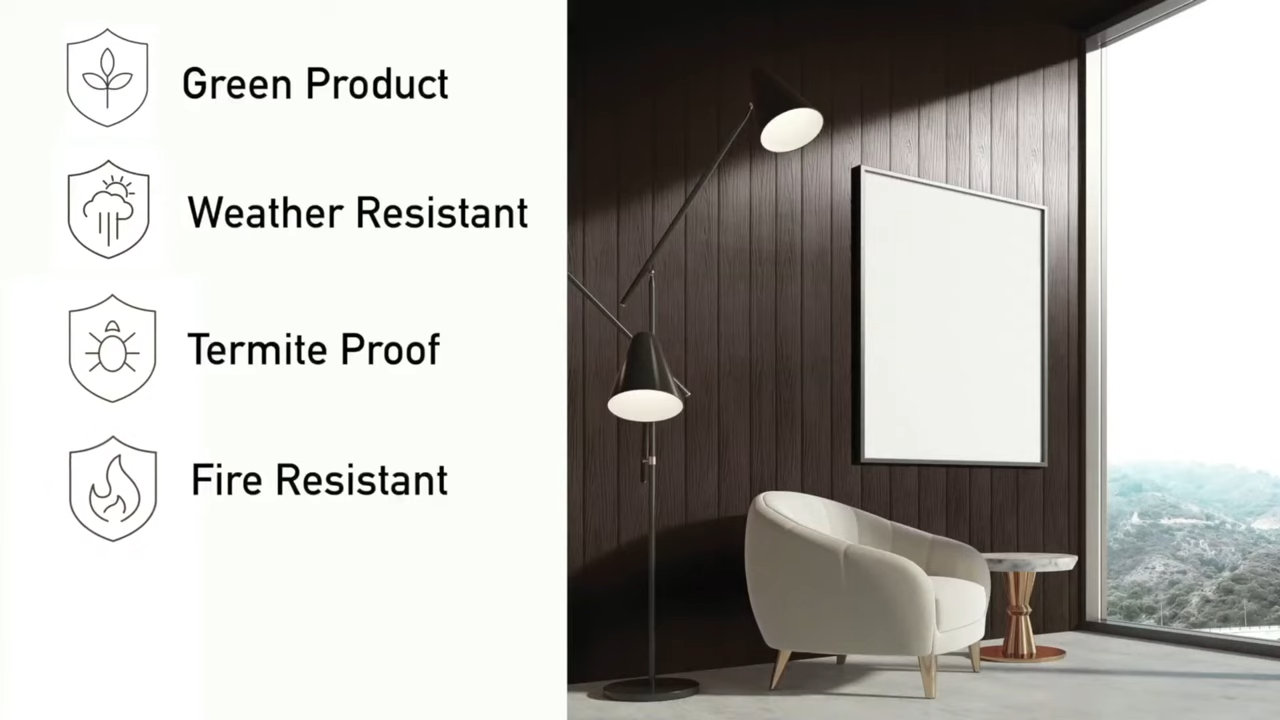 Green Product
Weather Resistant
Termite Proof
Fire Resistant